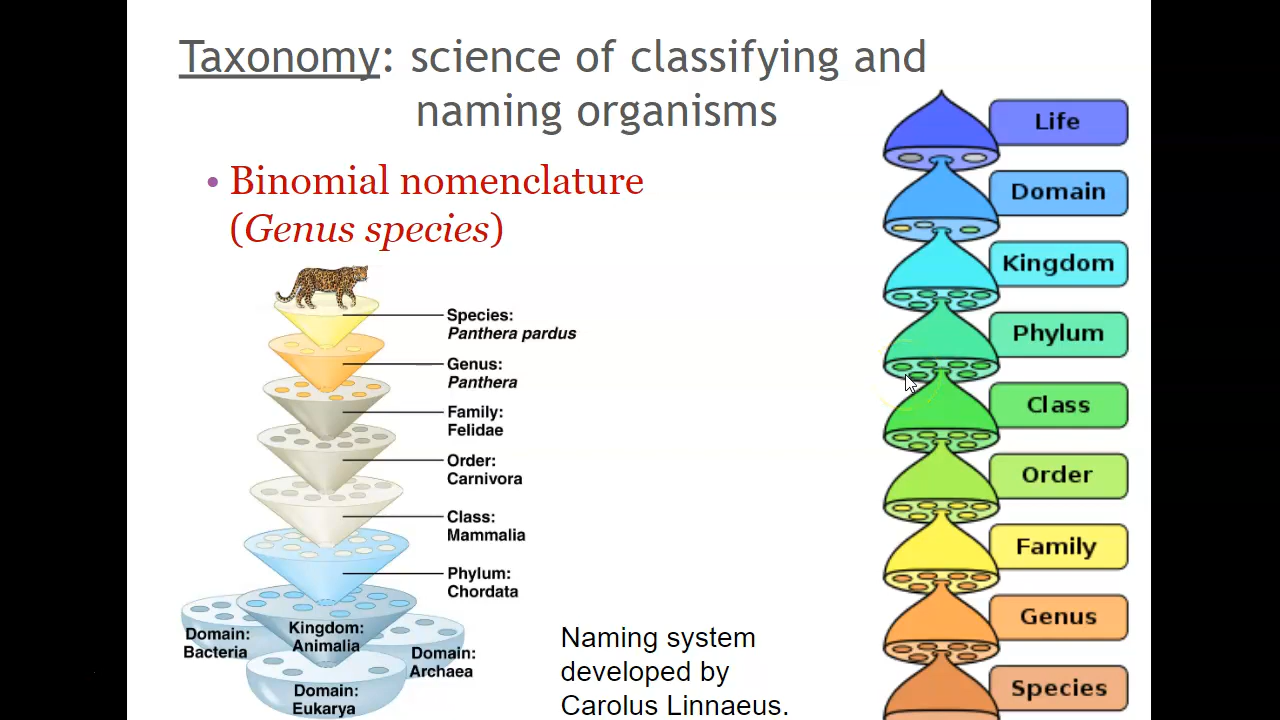 Taxonomy: science of classifying and
naming organisms
• Binomial nomenclature
(Genus species)
Species:
Panthera pardus
Genus:
Panthera
Family:
Felidae
Order:
Carnivora
Class:
Mammalia
Phylum:
Chordata
Kingdom:
Animalia
Domain:
Bacteria
Domain:
Archaea
Domain:
Eukarya
Naming system
developed by
Carolus Linnaeus.
Life
Domain
Kingdom
Phylum
Class
Order
Family
Genus
Species